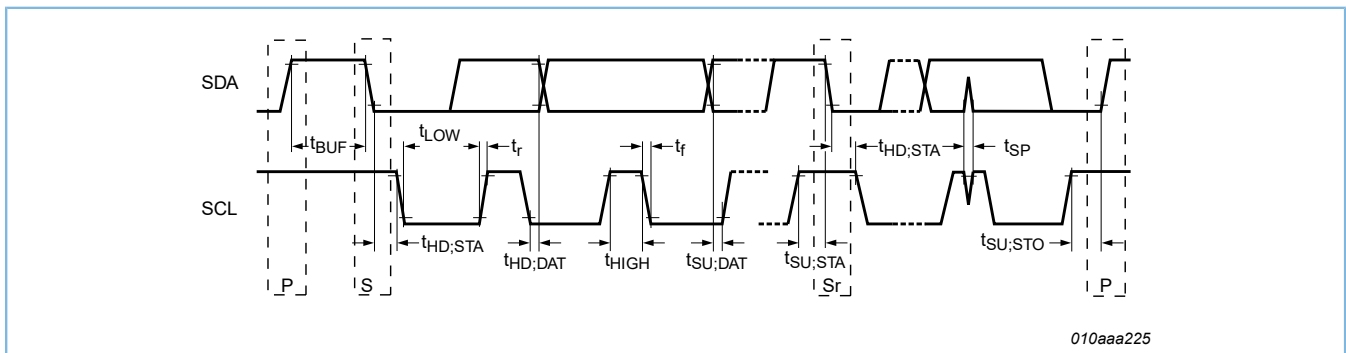 SDA
tBUF
tLOW
tr
tf
tHD;STA
tSP
SCL
tHD;STA
tHD;DAT
tHIGH
tSU;DAT
tSU;STA
tSU;STO
P
S
Sr
P
010aaa225